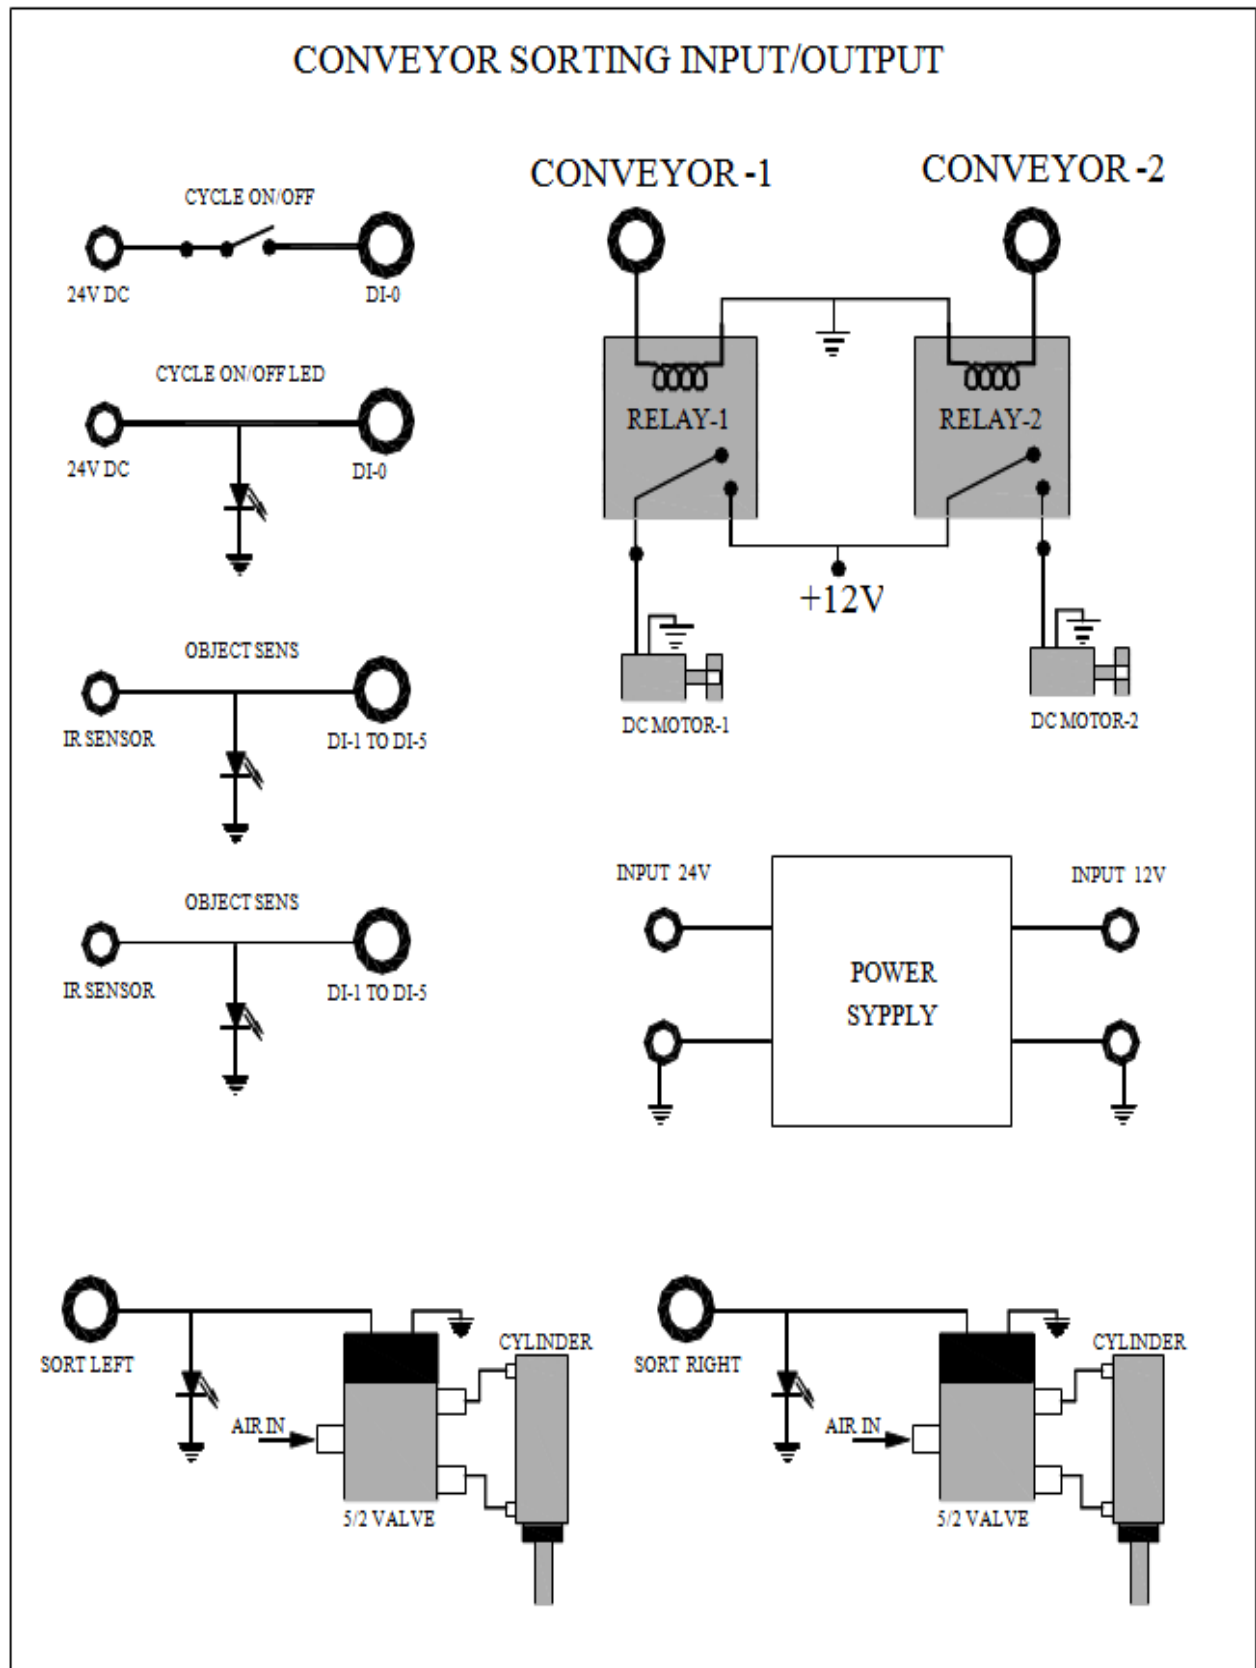 CONVEYOR SORTING INPUT/OUTPUT
CYCLE ON/OFF
24V DC
DI-0
CYCLE ON/OFF LED
24V DC
DI-0
OBJECT SENS
IR SENSOR
DI-1 TO DI-5
OBJECT SENS
IR SENSOR
DI-1 TO DI-5
CONVEYOR -1
CONVEYOR -2
RELAY-1
RELAY-2
+12V
DC MOTOR-1
DC MOTOR-2
INPUT 24V
INPUT 12V
POWER
SYPPLY
SORT LEFT
AIR IN
5/2 VALVE
CYLINDER
SORT RIGHT
AIR IN
5/2 VALVE
CYLINDER